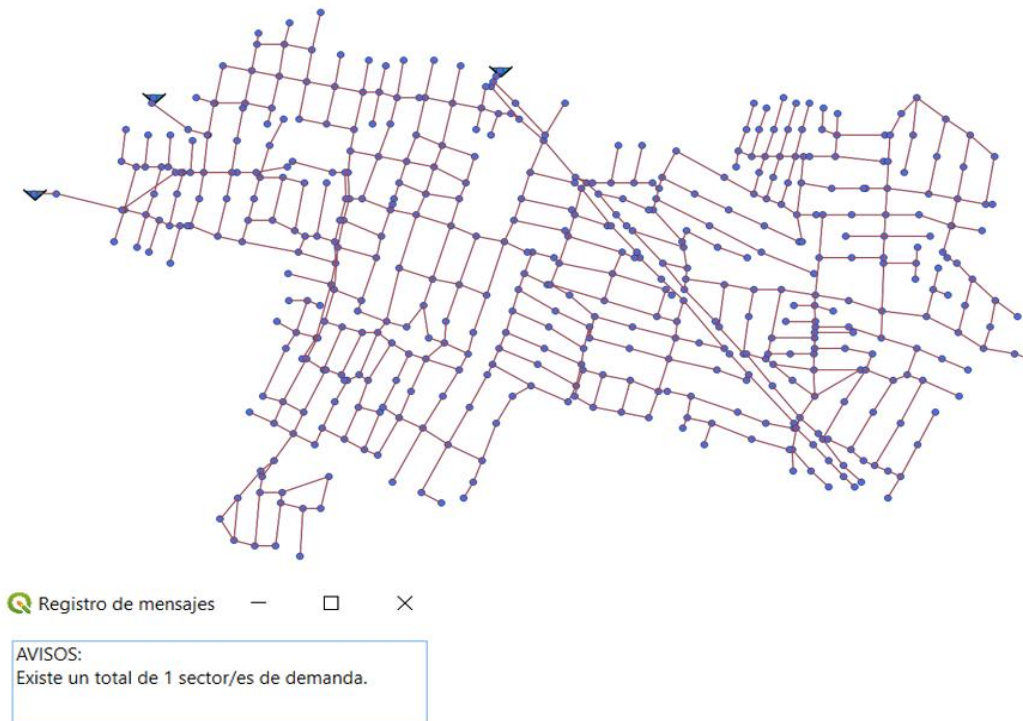 Registro de mensajes
AVISOS:
Existe un total de 1 sector/es de demanda.